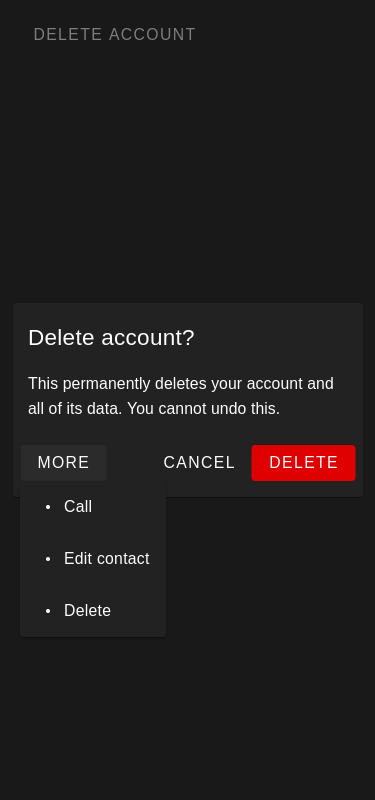 DELETE ACCOUNT
Delete account?
This permanently deletes your account and
all of its data. You cannot undo this.
MORE CANCEL DELETE
• Call
• Edit contact
• Delete